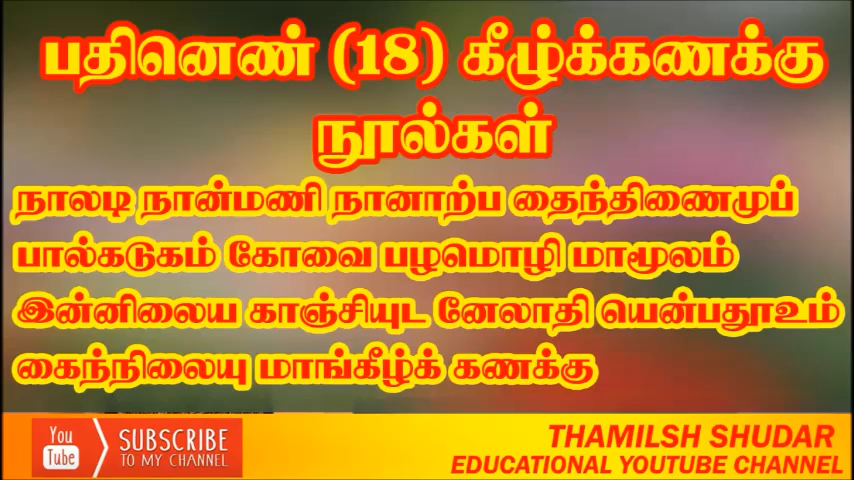 பதினெண் (18) கீழ்க்கணக்கு
நூல்கள்
நாலடி நான்மணி நானாற்ப தைந்திணைமுப்
பால்கடுகம் கோவை பழமொழி மாமூலம்
இன்னிலைய காஞ்சியுட னேலாதி யென்பதூஉம்
கைந்நிலையு மாங்கீழ்க் கணக்கு
You
Tube
SUBSCRIBE
TO MY CHANNEL
THAMILSH SHUDAR
EDUCATIONAL YOUTUBE CHANNEL